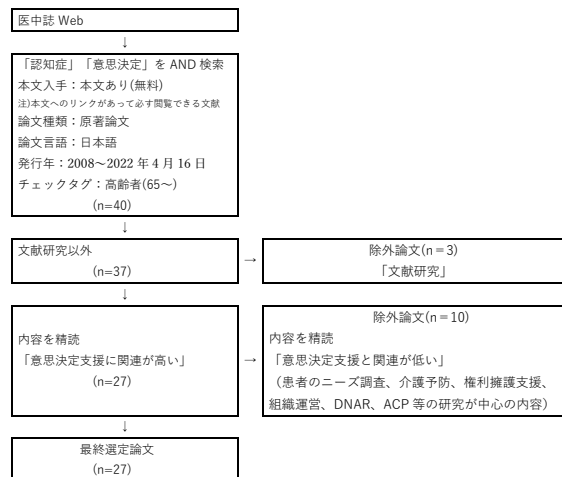 医中誌 Web
↓
「認知症」「意思決定」を AND 検索
本文入手：本文あり(無料)
注)本文へのリンクがあって必す閲覧できる文献
論文種類：原著論文
論文言語：日本語
発行年：2008～2022 年 4 月 16 日
チェックタグ：高齢者(65～)
(n=40)
↓
文献研究以外
(n=37)
→
除外論文(n＝3)
「文献研究」
↓
内容を精読
「意思決定支援に関連が高い」
(n=27)
→
除外論文(n＝10)
内容を精読
「意思決定支援と関連が低い」
（患者のニーズ調査、介護予防、権利擁護支援、
組織運営、DNAR、ACP 等の研究が中心の内容）
↓
最終選定論文
(n=27)